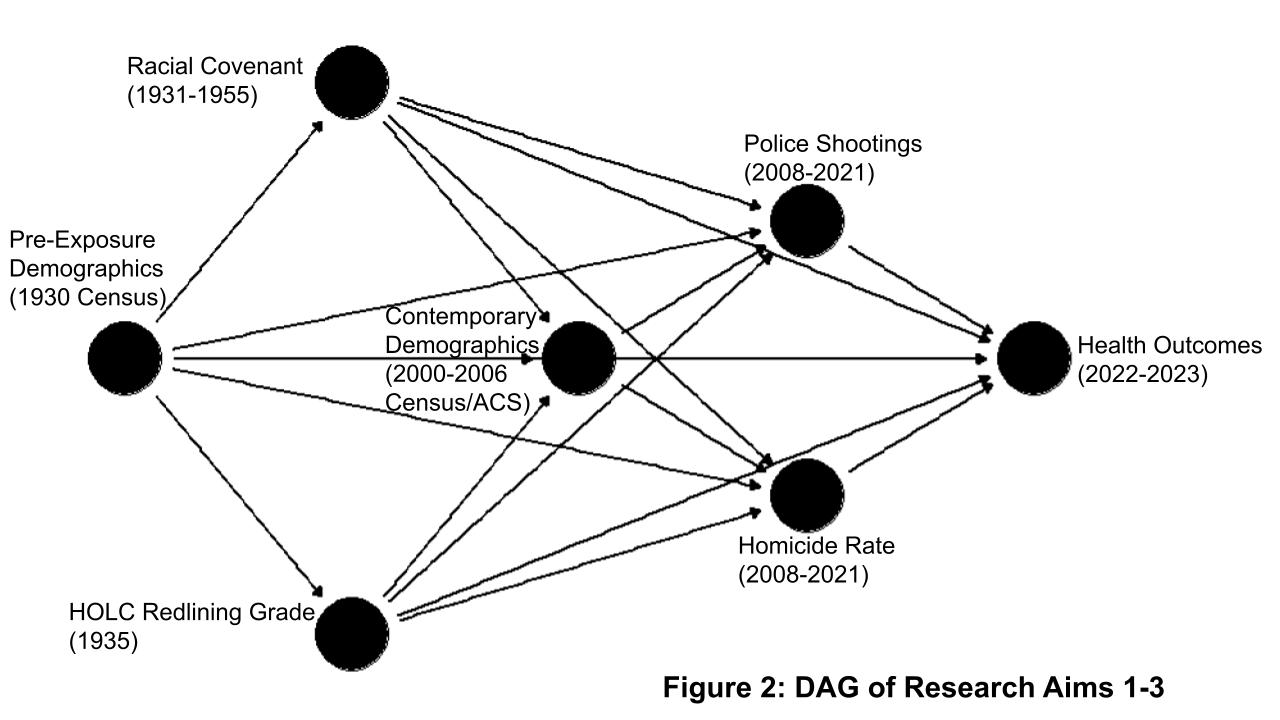 Racial Covenant
(1931-1955)
Police Shootings
(2008-2021)
Pre-Exposure
Demographics
(1930 Census)
Contemporary
Demographics
(2000-2006
Census/ACS)
Health Outcomes
(2022-2023)
Homicide Rate
(2008-2021)
HOLC Redlining Grade
(1935)
Figure 2: DAG of Research Aims 1-3